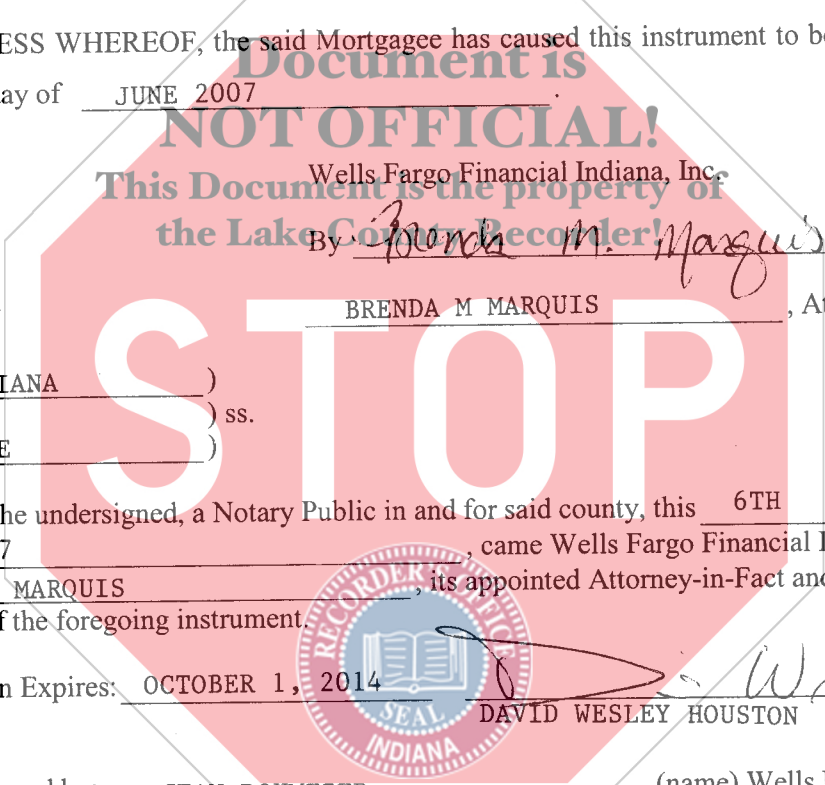 ESS WHEREOF, the said Mortgagee has caused this instrument to be
Document is
ay of JUNE 2007 .
NOT OFFICIAL!
Wells Fargo Financial Indiana, Inc.
This Document is the property of
the Lake County Recorder!
By Brenda M. Marquis
BRENDA M MARQUIS , At
STOP
IANA )
) ss.
E )
he undersigned, a Notary Public in and for said county, this 6TH
7 , came Wells Fargo Financial I
MARQUIS , its appointed Attorney-in-Fact and
f the foregoing instrument.
RECORDER'S OFFICE
n Expires: OCTOBER 1, 2014
SEAL
DAVID WESLEY HOUSTON
INDIANA
(name) Wells